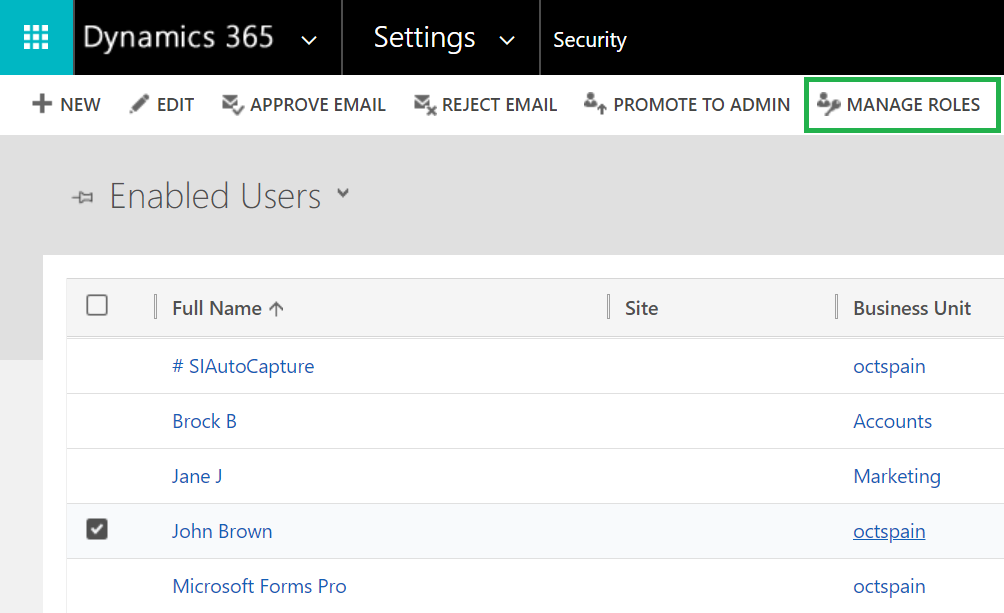 Dynamics 365 Settings Security
NEW EDIT APPROVE EMAIL REJECT EMAIL PROMOTE TO ADMIN MANAGE ROLES
Enabled Users
Full Name Site Business Unit
# SIAutoCapture octspain
Brock B Accounts
Jane J Marketing
John Brown octspain
Microsoft Forms Pro octspain